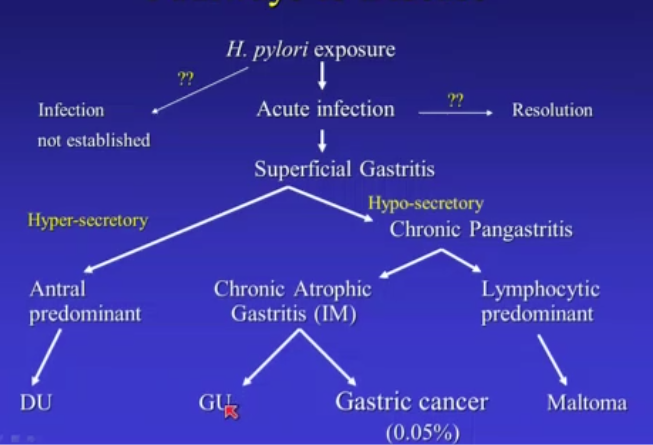 H. pylori exposure
??
Infection
not established
Acute infection
??
Resolution
Superficial Gastritis
Hyper-secretory
Hypo-secretory
Chronic Pangastritis
Antral
predominant
Chronic Atrophic
Gastritis (IM)
Lymphocytic
predominant
DU
GU
Gastric cancer
(0.05%)
Maltoma